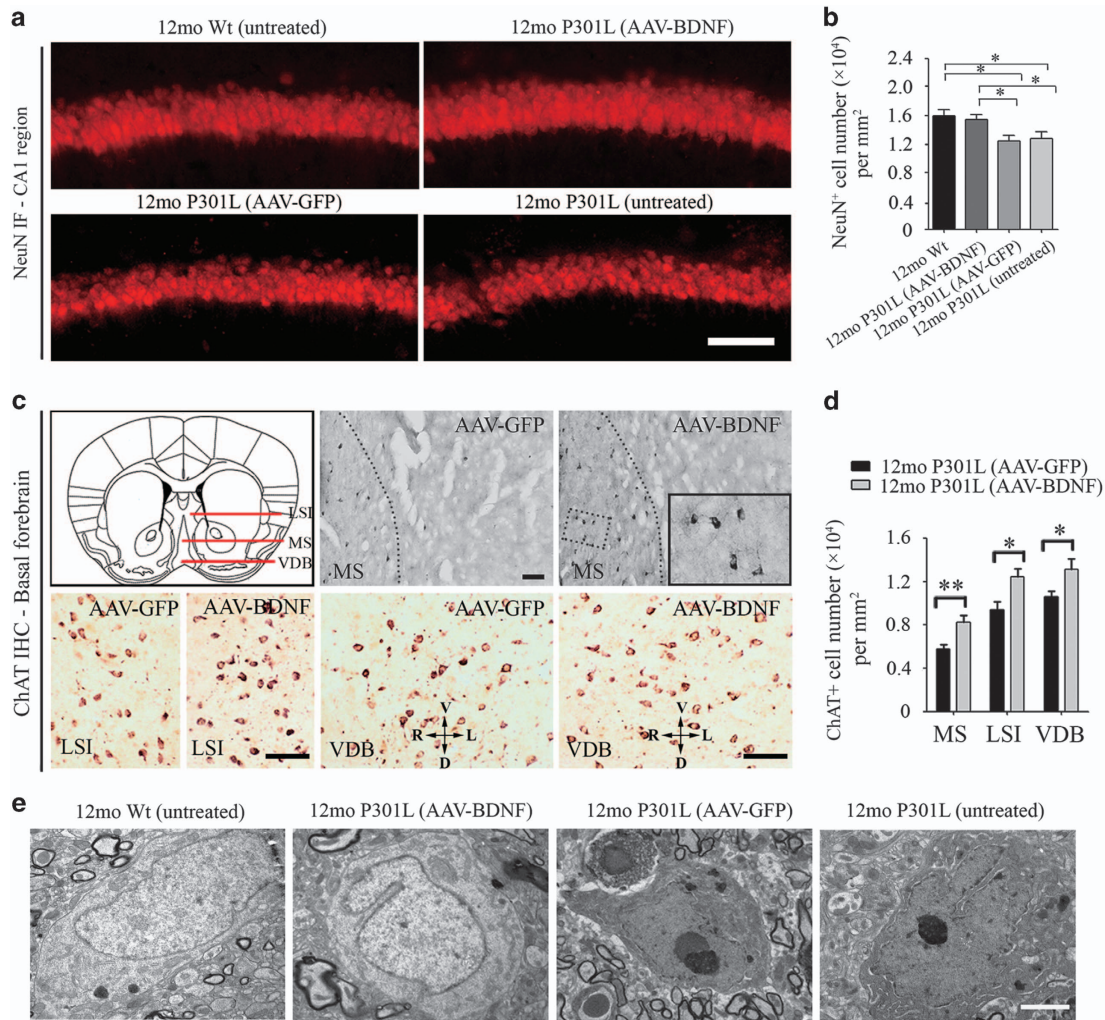 a
12mo Wt (untreated)
12mo P301L (AAV-BDNF)
12mo P301L (AAV-GFP)
12mo P301L (untreated)
NeuN IF - CA1 region
b
NeuN⁺ cell number (×10⁴)
per mm²
2.4
2.0
1.6
1.2
0.4
0
*
*
*
*
12mo Wt
12mo P301L (AAV-BDNF)
12mo P301L (AAV-GFP)
12mo P301L (untreated)
c
ChAT IHC - Basal forebrain
LSI
MS
VDB
AAV-GFP
MS
AAV-BDNF
MS
AAV-GFP
LSI
AAV-BDNF
LSI
AAV-GFP
V
R
L
D
VDB
AAV-BDNF
V
R
L
D
VDB
d
12mo P301L (AAV-GFP)
12mo P301L (AAV-BDNF)
ChAT+ cell number (×10⁴)
per mm²
1.6
1.2
0.8
0.4
0
**
*
*
MS LSI VDB
e
12mo Wt (untreated)
12mo P301L (AAV-BDNF)
12mo P301L (AAV-GFP)
12mo P301L (untreated)